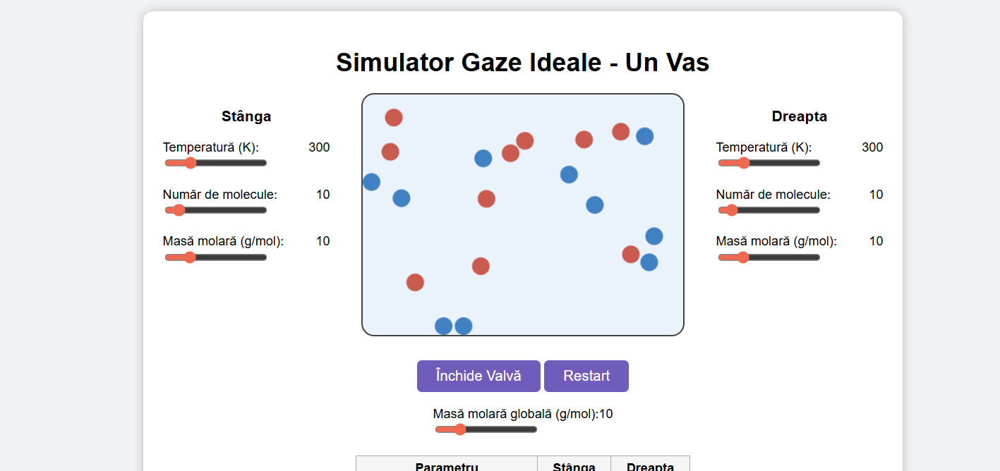 Simulator Gaze Ideale - Un Vas
Stânga
Temperatură (K): 300
Număr de molecule: 10
Masă molară (g/mol): 10
Dreapta
Temperatură (K): 300
Număr de molecule: 10
Masă molară (g/mol): 10
Închide Valvă
Restart
Masă molară globală (g/mol):10
Parametru Stânga Dreapta